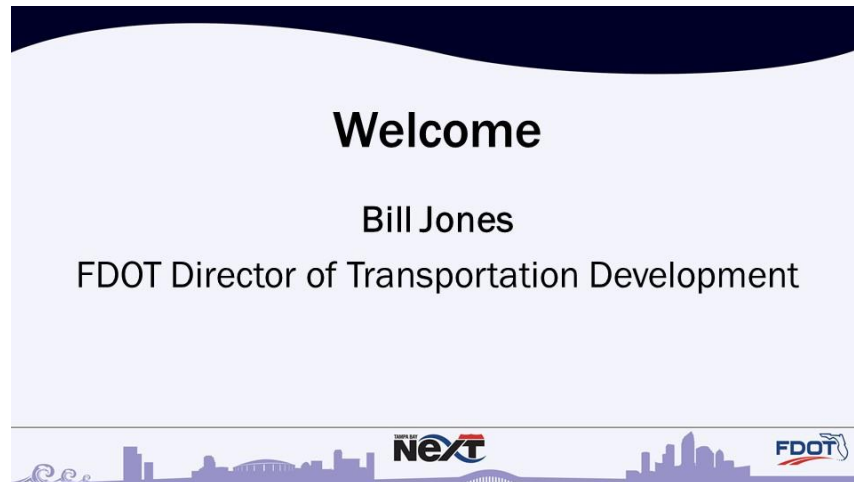 Welcome
Bill Jones
FDOT Director of Transportation Development
TAMPA BAY
NEXT
FDOT